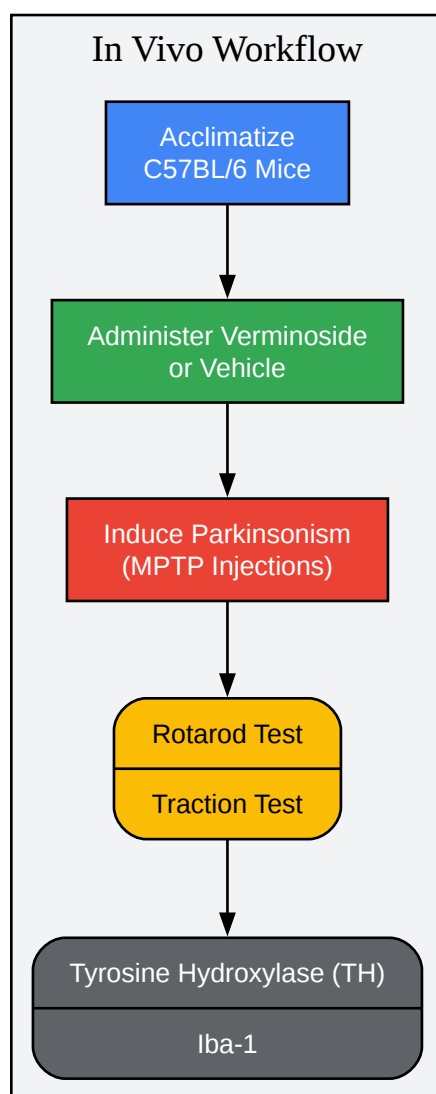 In Vivo Workflow
Acclimatize
C57BL/6 Mice
Administer Verminoside
or Vehicle
Induce Parkinsonism
(MPTP Injections)
Rotarod Test
Traction Test
Tyrosine Hydroxylase (TH)
Iba-1